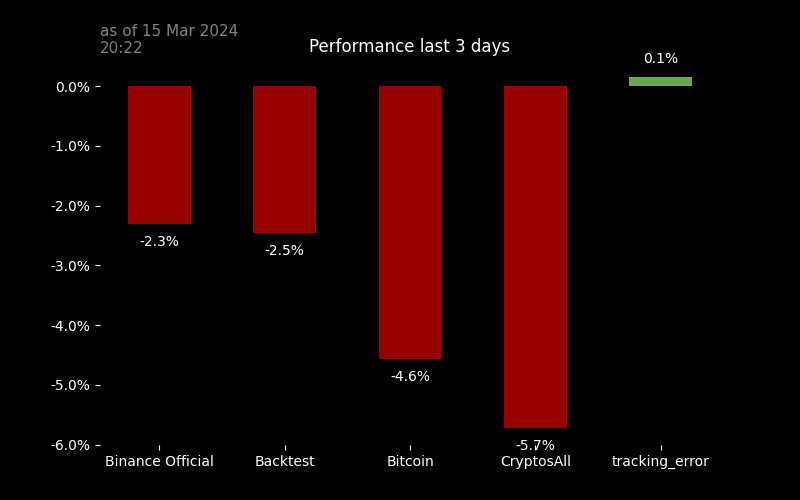 as of 15 Mar 2024
20:22
Performance last 3 days
0.1%
0.0%
-1.0%
-2.0%
-3.0%
-4.0%
-5.0%
-6.0%
-2.3%
-2.5%
-4.6%
-5.7%
Binance Official
Backtest
Bitcoin
CryptosAll
tracking_error